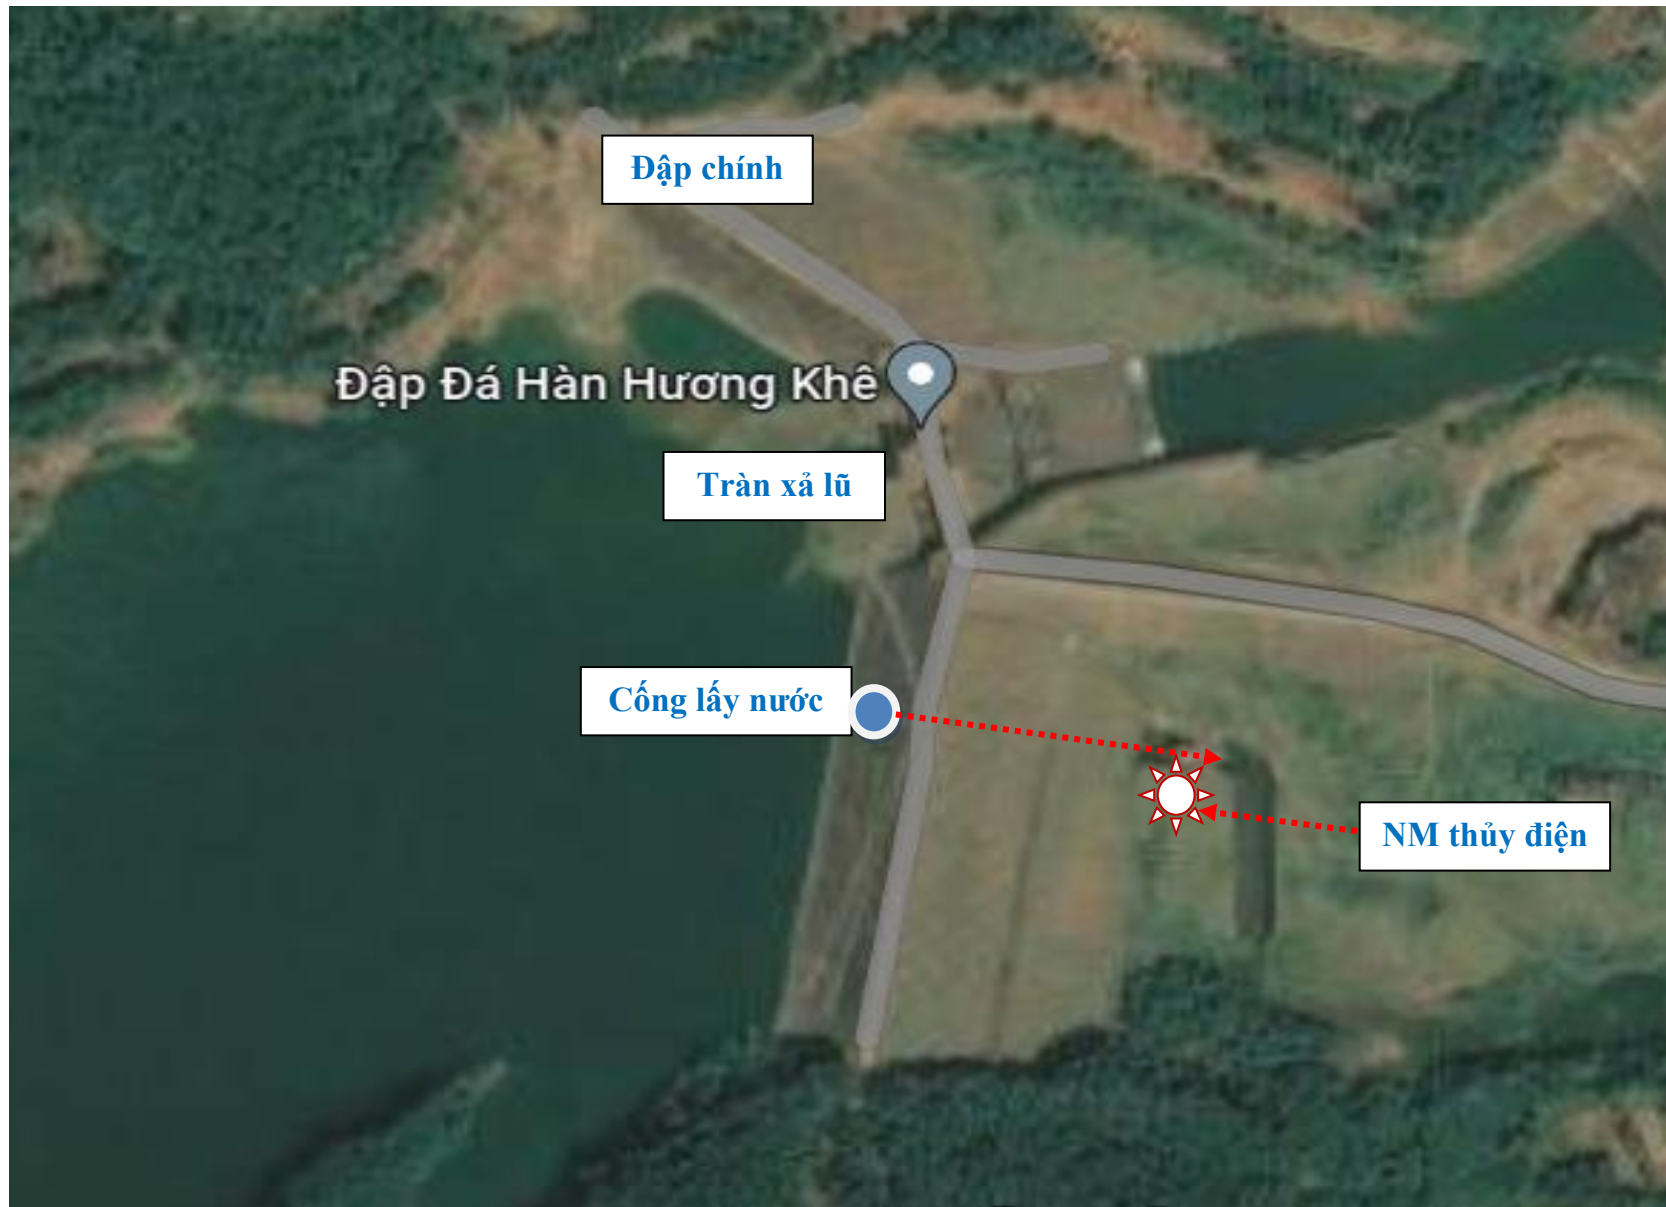 Đập chính
Đập Đá Hàn Hương Khê
Tràn xả lũ
Cống lấy nước
NM thủy điện